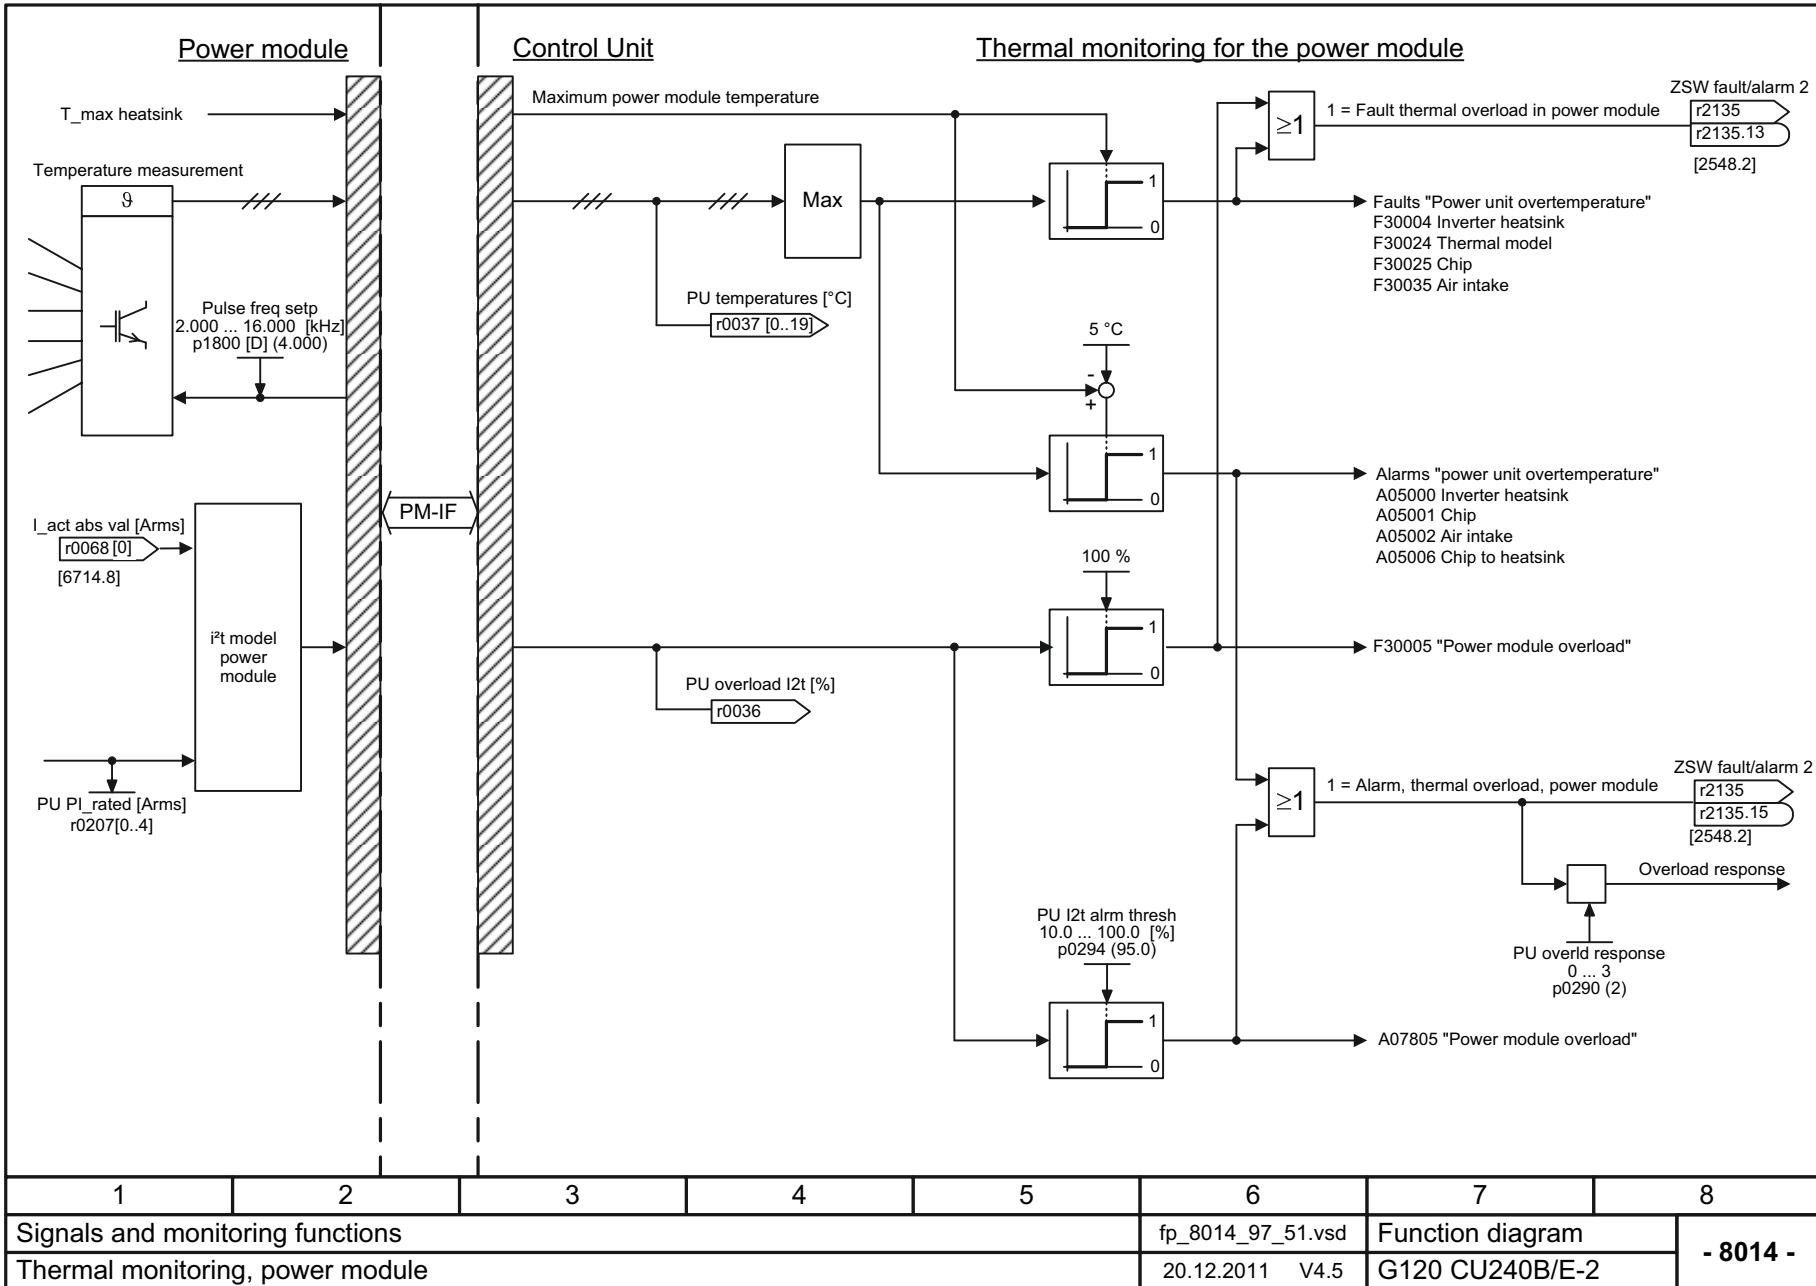 Power module
Control Unit
Thermal monitoring for the power module
T_max heatsink
Maximum power module temperature
1 = Fault thermal overload in power module
ZSW fault/alarm 2
r2135
r2135.13
[2548.2]
≥1
Temperature measurement
ϑ
Max
1
0
Faults "Power unit overtemperature"
F30004 Inverter heatsink
F30024 Thermal model
F30025 Chip
F30035 Air intake
Pulse freq setp
2.000 ... 16.000 [kHz]
p1800 [D] (4.000)
PU temperatures [°C]
r0037 [0..19]
5 °C
-
+
1
0
Alarms "power unit overtemperature"
A05000 Inverter heatsink
A05001 Chip
A05002 Air intake
A05006 Chip to heatsink
PM-IF
I_act abs val [Arms]
r0068 [0]
[6714.8]
i²t model
power
module
100 %
1
0
F30005 "Power module overload"
PU overload I2t [%]
r0036
PU PI_rated [Arms]
r0207[0..4]
≥1
1 = Alarm, thermal overload, power module
ZSW fault/alarm 2
r2135
r2135.15
[2548.2]
Overload response
PU overld response
0 ... 3
p0290 (2)
PU I2t alrm thresh
10.0 ... 100.0 [%]
p0294 (95.0)
1
0
A07805 "Power module overload"
1 2 3 4 5 6 7 8
Signals and monitoring functions
fp_8014_97_51.vsd
Function diagram
- 8014 -
Thermal monitoring, power module
20.12.2011 V4.5
G120 CU240B/E-2